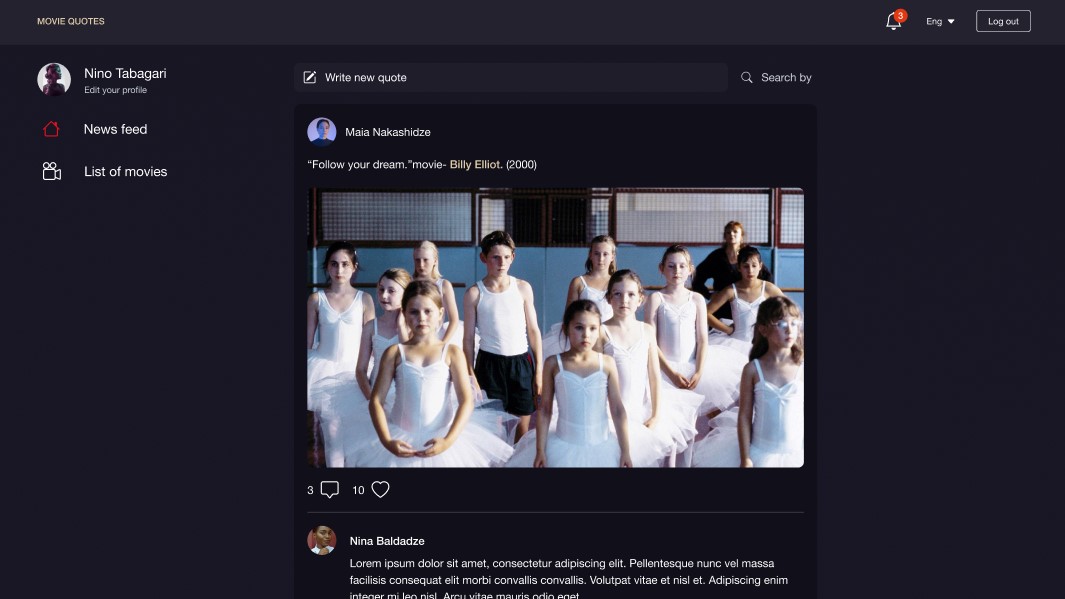 MOVIE QUOTES
3
Eng
Log out
Nino Tabagari
Edit your profile
News feed
List of movies
Write new quote
Search by
Maia Nakashidze
“Follow your dream.”movie- Billy Elliot. (2000)
3
10
Nina Baldadze
Lorem ipsum dolor sit amet, consectetur adipiscing elit. Pellentesque nunc vel massa
facilisis consequat elit morbi convallis convallis. Volutpat vitae et nisl et. Adipiscing enim
integer mi leo nisl. Arcu vitae mauris odio eget.